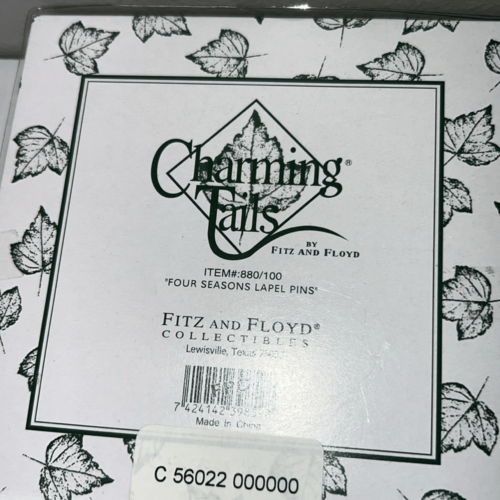 Charming®
Tails
BY
FITZ AND FLOYD
ITEM#:880/100
"FOUR SEASONS LAPEL PINS"
FITZ AND FLOYD®
COLLECTIBLES
Lewisville, Texas
Made in China
C 56022 000000